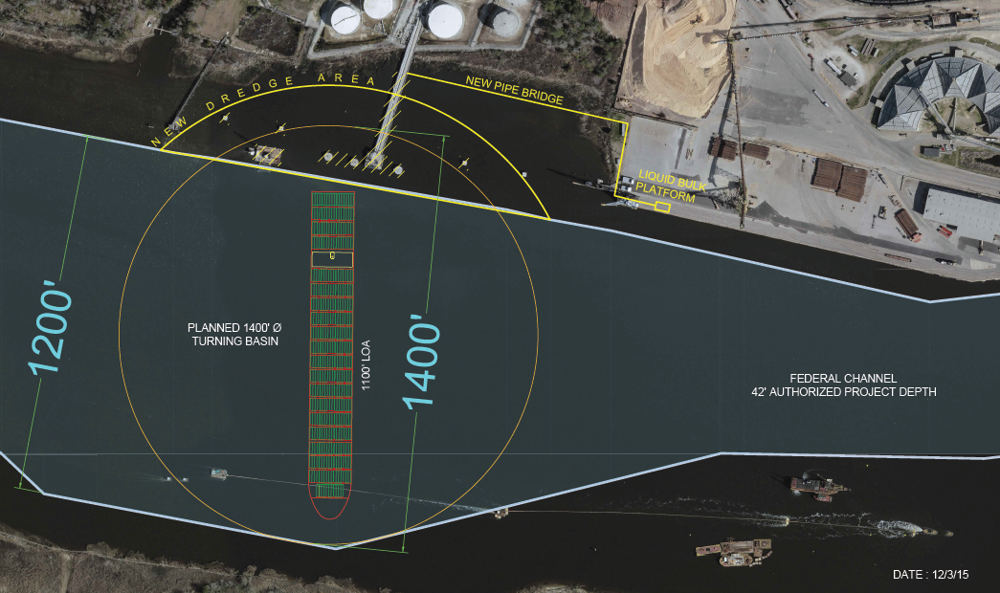 NEW DREDGE AREA
NEW PIPE BRIDGE
LIQUID BULK
PLATFORM
1200'
PLANNED 1400' Ø
TURNING BASIN
1100' LOA
1400'
FEDERAL CHANNEL
42' AUTHORIZED PROJECT DEPTH
DATE : 12/3/15